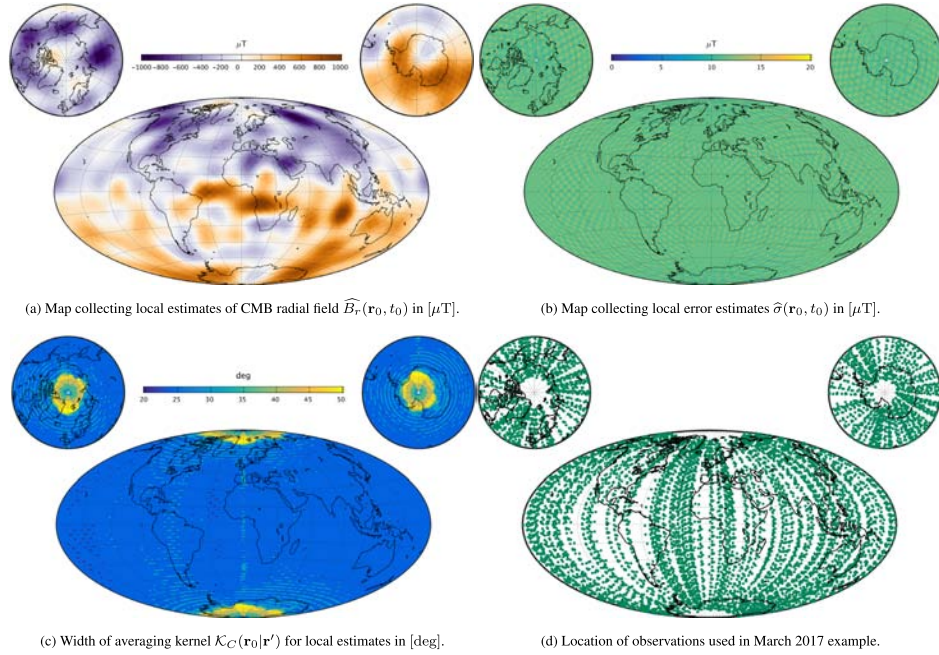 μT
−1000 −800 −600 −400 −200 0 200 400 600 800 1000
μT
0 5 10 15 20
(a) Map collecting local estimates of CMB radial field $\widehat{B_r}(\mathbf{r}_0, t_0)$ in [μT].
(b) Map collecting local error estimates $\widehat{\sigma}(\mathbf{r}_0, t_0)$ in [μT].
deg
20 25 30 35 40 45 50
(c) Width of averaging kernel $\mathcal{K}_C(\mathbf{r}_0|\mathbf{r}')$ for local estimates in [deg].
(d) Location of observations used in March 2017 example.